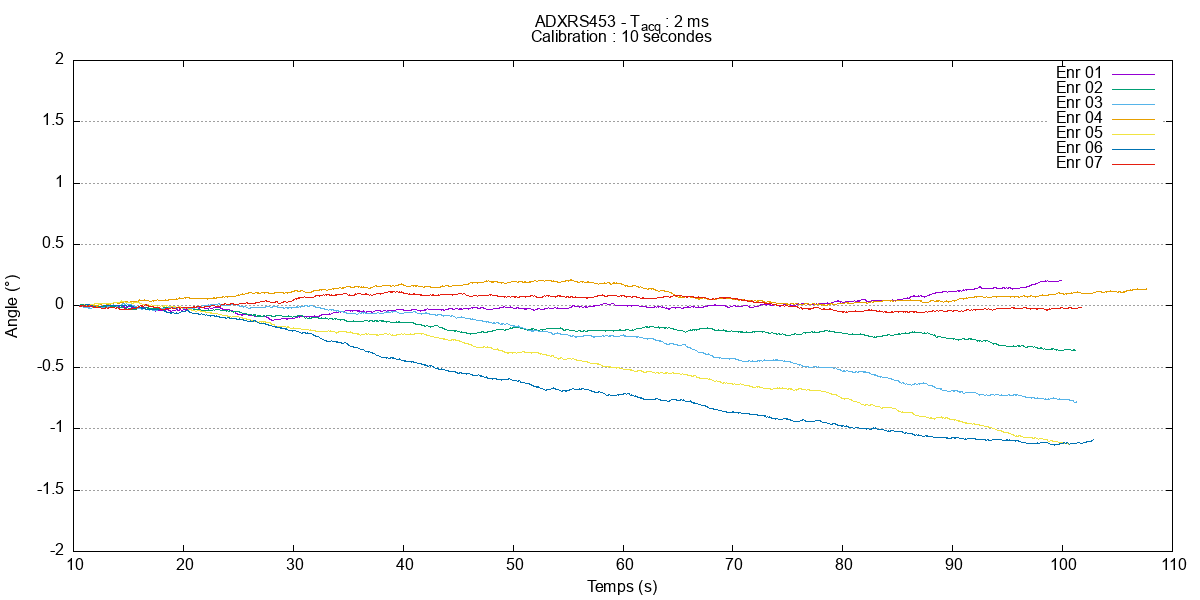 ADXRS453 - Tacq : 2 ms
Calibration : 10 secondes
Enr 01
Enr 02
Enr 03
Enr 04
Enr 05
Enr 06
Enr 07
2
1.5
1
0.5
0
-0.5
-1
-1.5
-2
Angle (°)
10 20 30 40 50 60 70 80 90 100 110
Temps (s)